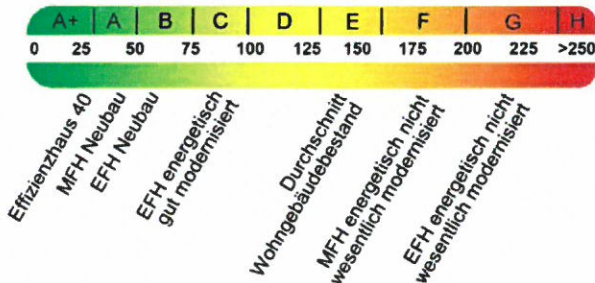 A+ A B C D E F G H
0 25 50 75 100 125 150 175 200 225 >250
Effizienzhaus 40
MFH Neubau
EFH Neubau
EFH energetisch
gut modernisiert
Durchschnitt
Wohngebäudebestand
MFH energetisch nicht
wesentlich modernisiert
EFH energetisch nicht
wesentlich modernisiert